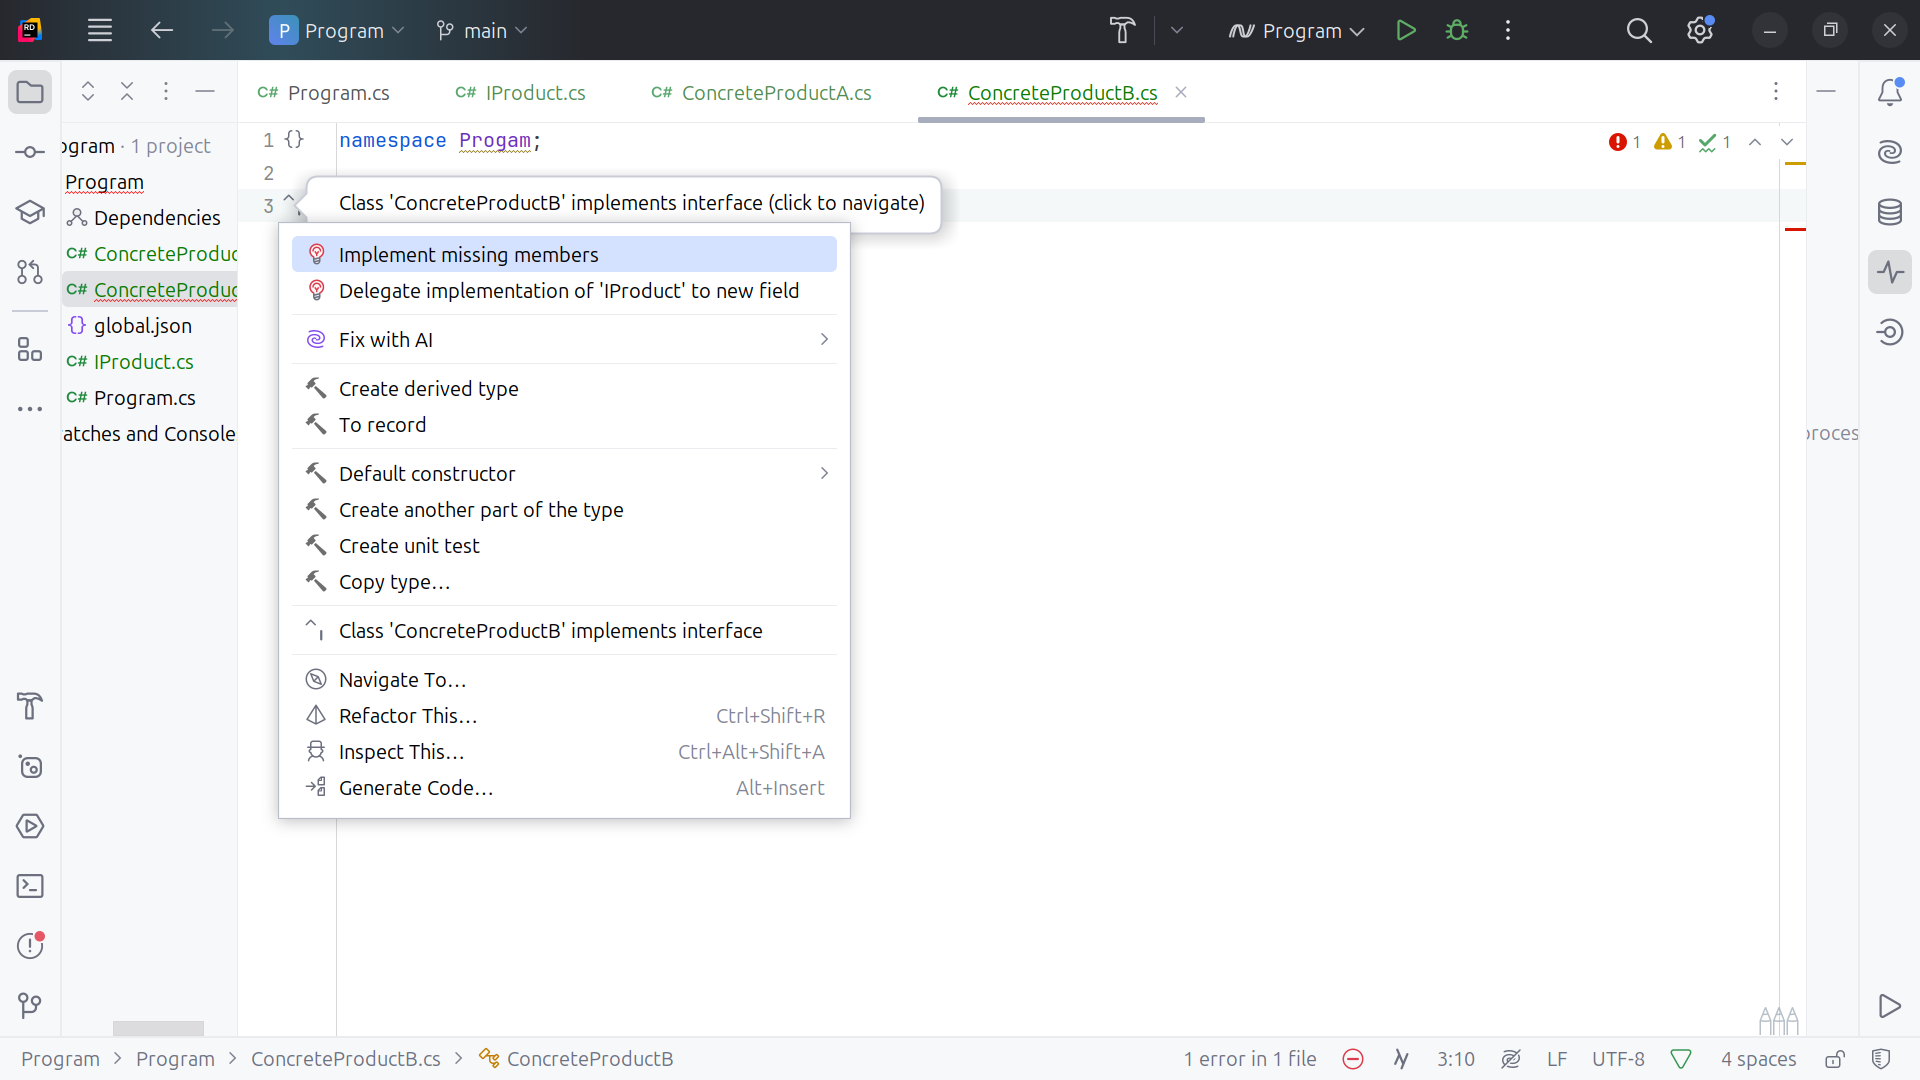 P Program main Program
C# Program.cs C# IProduct.cs C# ConcreteProductA.cs C# ConcreteProductB.cs
ogram · 1 project
Program
Dependencies
C# ConcreteProduc
C# ConcreteProduc
{} global.json
C# IProduct.cs
C# Program.cs
atches and Console
1 {} namespace Progam; 1 1 1
2
3
Class 'ConcreteProductB' implements interface (click to navigate)
Implement missing members
Delegate implementation of 'IProduct' to new field
Fix with AI
Create derived type
To record
Default constructor
Create another part of the type
Create unit test
Copy type…
Class 'ConcreteProductB' implements interface
Navigate To…
Refactor This… Ctrl+Shift+R
Inspect This… Ctrl+Alt+Shift+A
Generate Code… Alt+Insert
proces
Program > Program > ConcreteProductB.cs > ConcreteProductB 1 error in 1 file 3:10 LF UTF-8 4 spaces